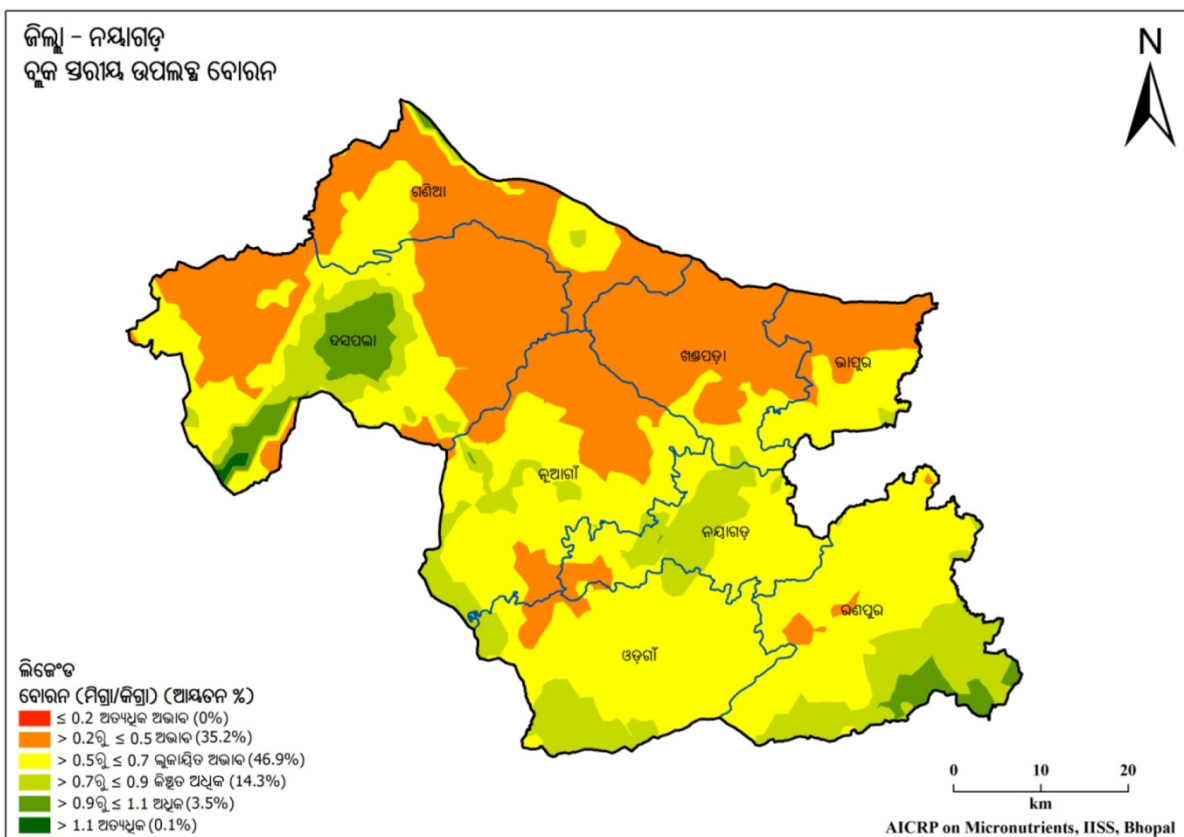 ଜିଲ୍ଲା - ନୟାଗଡ଼
ବ୍ଲକ ସ୍ତରୀୟ ଉପଲବ୍ଧ ବୋରନ
N
ଗଣିଆ
ଦସପଲା
ଖଣ୍ଡପଡ଼ା
ଭାପୁର
ନୂଆଗାଁ
ନୟାଗଡ଼
ରଣପୁର
ଓଡ଼ଗାଁ
ଲିଜେଂଡ
ବୋରନ (ମିଗ୍ରା/କିଗ୍ରା) (ଆୟତନ %)
≤ 0.2 ଅତ୍ୟଧିକ ଅଭାବ (0%)
> 0.2ରୁ ≤ 0.5 ଅଭାବ (35.2%)
> 0.5ରୁ ≤ 0.7 ଲୁକାୟିତ ଅଭାବ (46.9%)
> 0.7ରୁ ≤ 0.9 କିଞ୍ଚିତ ଅଧିକ (14.3%)
> 0.9ରୁ ≤ 1.1 ଅଧିକ (3.5%)
> 1.1 ଅତ୍ୟଧିକ (0.1%)
0 10 20
km
AICRP on Micronutrients, IISS, Bhopal